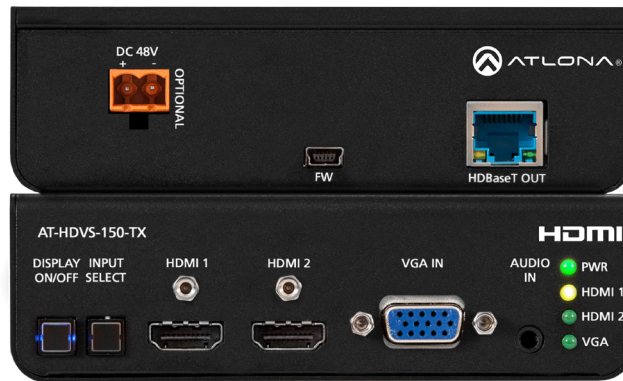 DC 48V
+ -
OPTIONAL
ATLONA®
FW
HDBaseT OUT
AT-HDVS-150-TX
HDMI
DISPLAY ON/OFF
INPUT SELECT
HDMI 1
HDMI 2
VGA IN
AUDIO IN
PWR
HDMI 1
HDMI 2
VGA